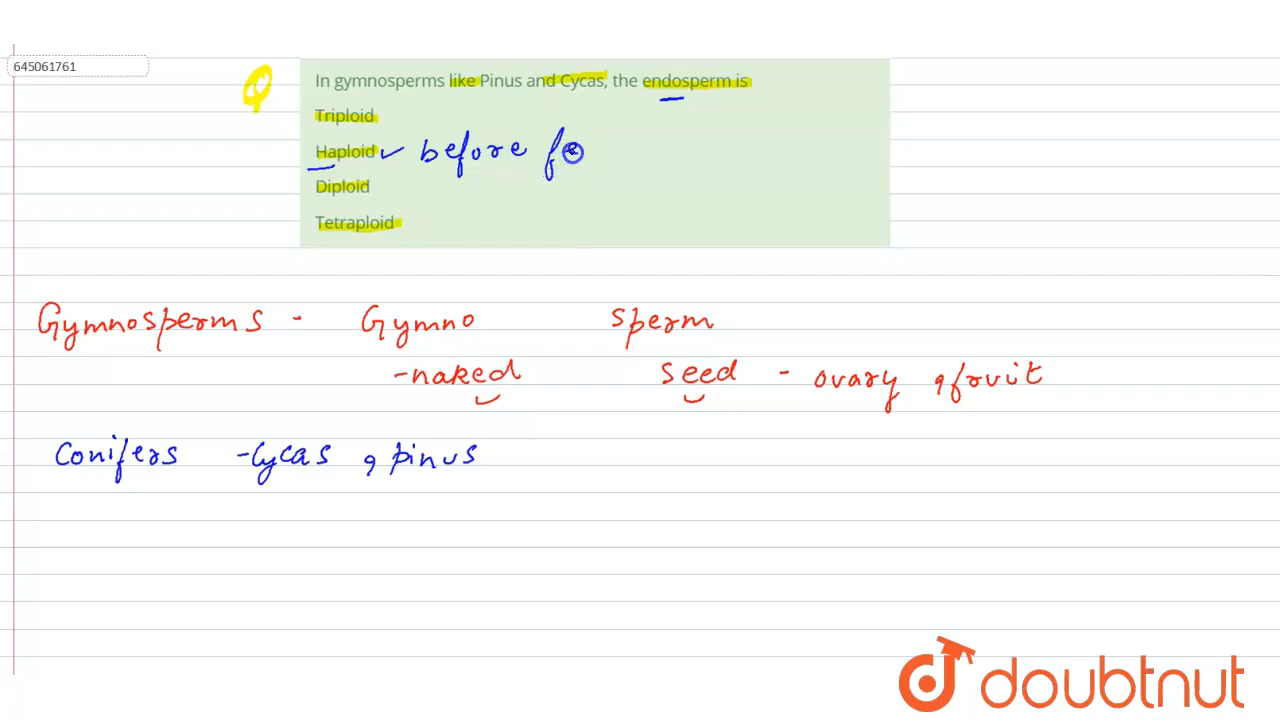 645061761
Q
In gymnosperms like Pinus and Cycas, the endosperm is
Triploid
Haploid ✓ before fe
Diploid
Tetraploid
Gymnosperms - Gymno sperm
-naked seed - ovary, fruit
Conifers -Cycas, pinus
doubtnut